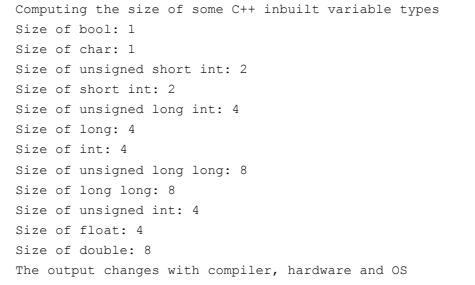 Computing the size of some C++ inbuilt variable types
Size of bool: 1
Size of char: 1
Size of unsigned short int: 2
Size of short int: 2
Size of unsigned long int: 4
Size of long: 4
Size of int: 4
Size of unsigned long long: 8
Size of long long: 8
Size of unsigned int: 4
Size of float: 4
Size of double: 8
The output changes with compiler, hardware and OS